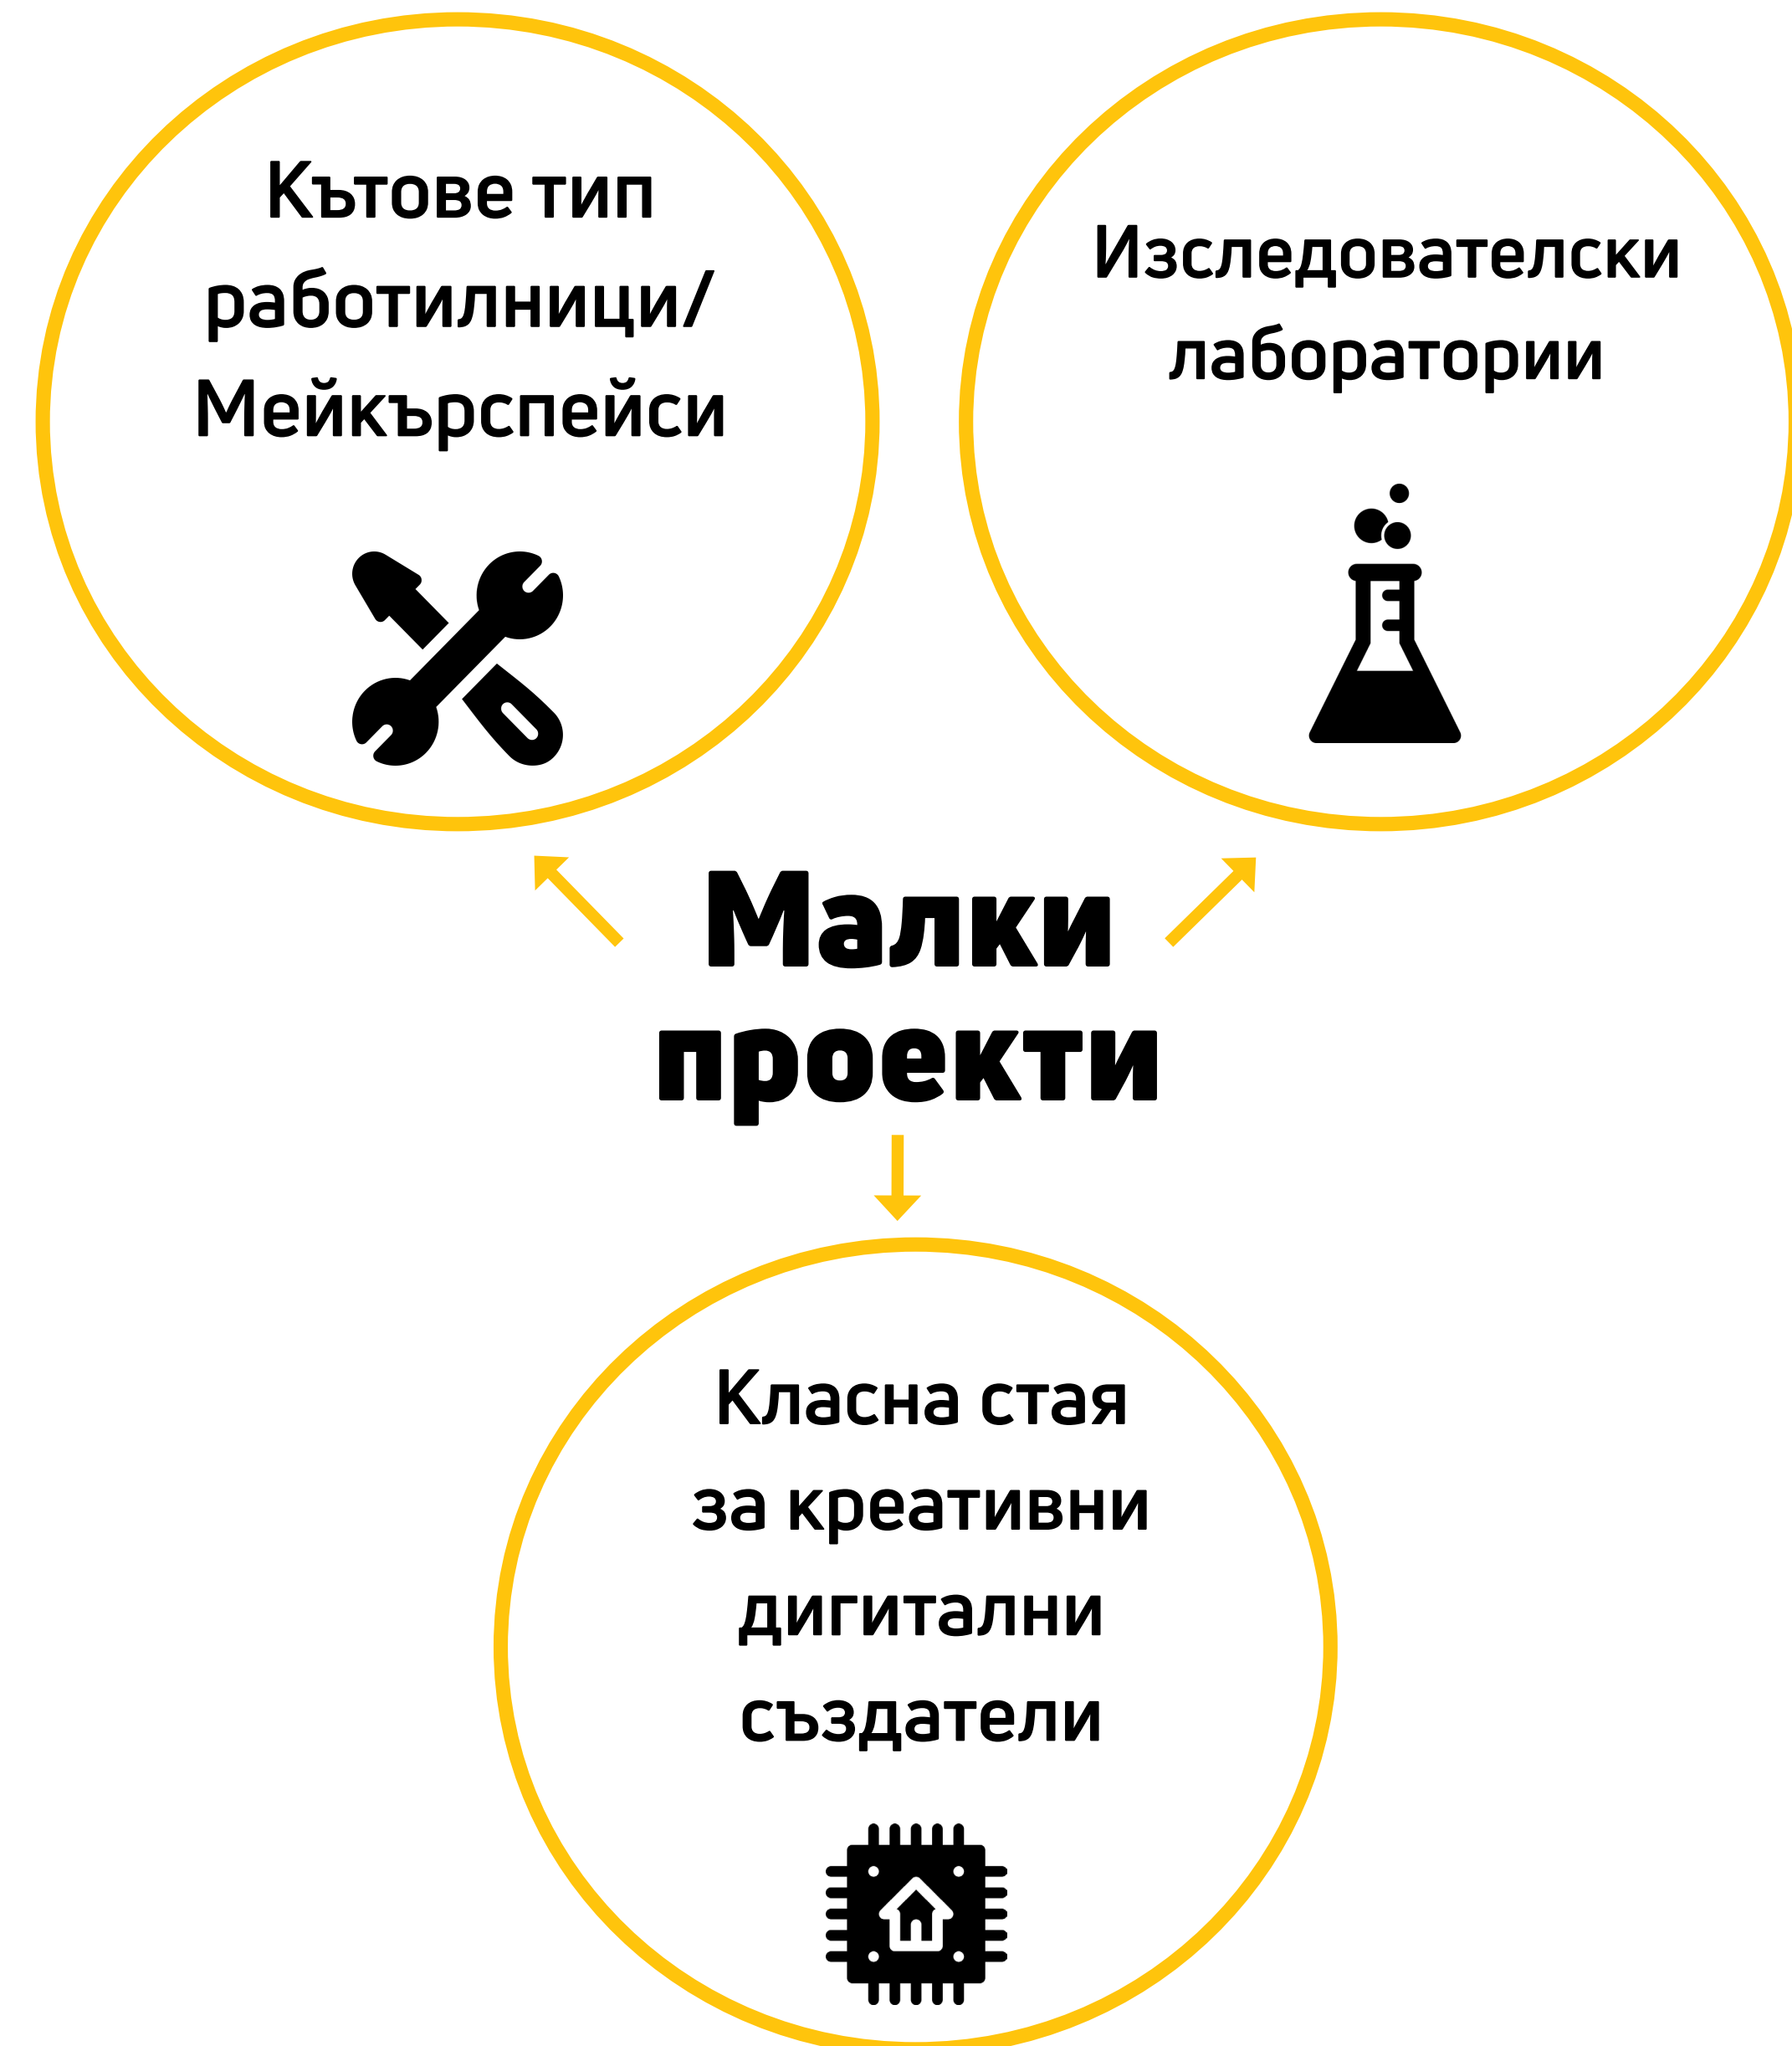 Кътове тип
работилници/
Мейкърспейси
Изследователски
лаборатории
Малки
проекти
Класна стая
за креативни
дигитални
създатели